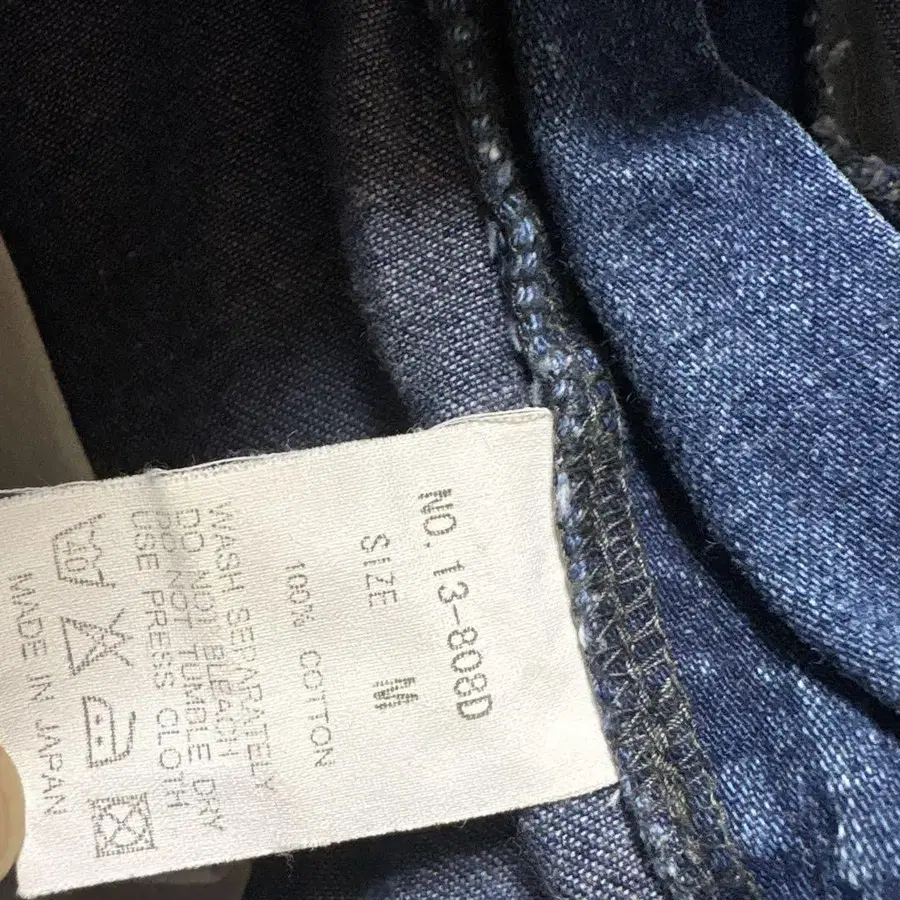 NO. 13-808D
SIZE M
100% COTTON
WASH SEPARATELY
DO NOT BLEACH
DO NOT TUMBLE DRY
USE PRESS CLOTH
40
MADE IN JAPAN